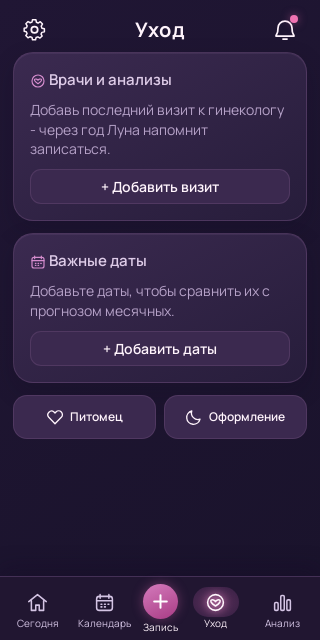 Уход
Врачи и анализы
Добавь последний визит к гинекологу
- через год Луна напомнит
записаться.
+ Добавить визит
Важные даты
Добавьте даты, чтобы сравнить их с
прогнозом месячных.
+ Добавить даты
Питомец
Оформление
Сегодня
Календарь
Запись
Уход
Анализ